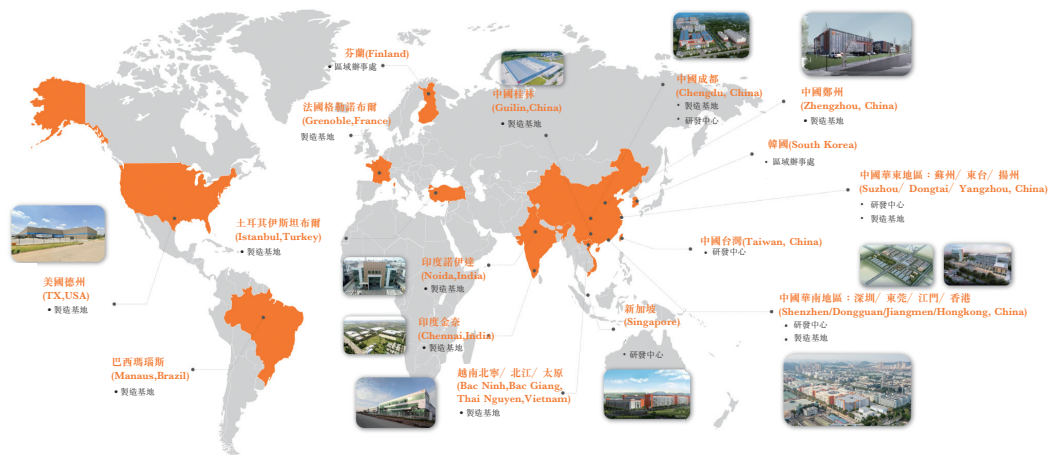 芬蘭(Finland)
• 區域辦事處
法國格勒諾布爾
(Grenoble,France)
• 製造基地
中國桂林
(Guilin,China)
• 製造基地
中國成都
(Chengdu, China)
• 製造基地
• 研發中心
中國鄭州
(Zhengzhou, China)
• 製造基地
韓國(South Korea)
• 區域辦事處
中國華東地區：蘇州/ 東台/ 揚州
(Suzhou/ Dongtai/ Yangzhou, China)
• 研發中心
• 製造基地
土耳其伊斯坦布爾
(Istanbul,Turkey)
• 製造基地
中國台灣(Taiwan, China)
• 研發中心
美國德州
(TX,USA)
• 製造基地
印度諾伊達
(Noida,India)
• 製造基地
中國華南地區：深圳/ 東莞/ 江門/ 香港
(Shenzhen/Dongguan/Jiangmen/Hongkong, China)
• 研發中心
• 製造基地
印度金奈
(Chennai,India)
• 製造基地
新加坡
(Singapore)
• 研發中心
巴西瑪瑙斯
(Manaus,Brazil)
• 製造基地
越南北寧/ 北江/ 太原
(Bac Ninh,Bac Giang,
Thai Nguyen,Vietnam)
• 製造基地